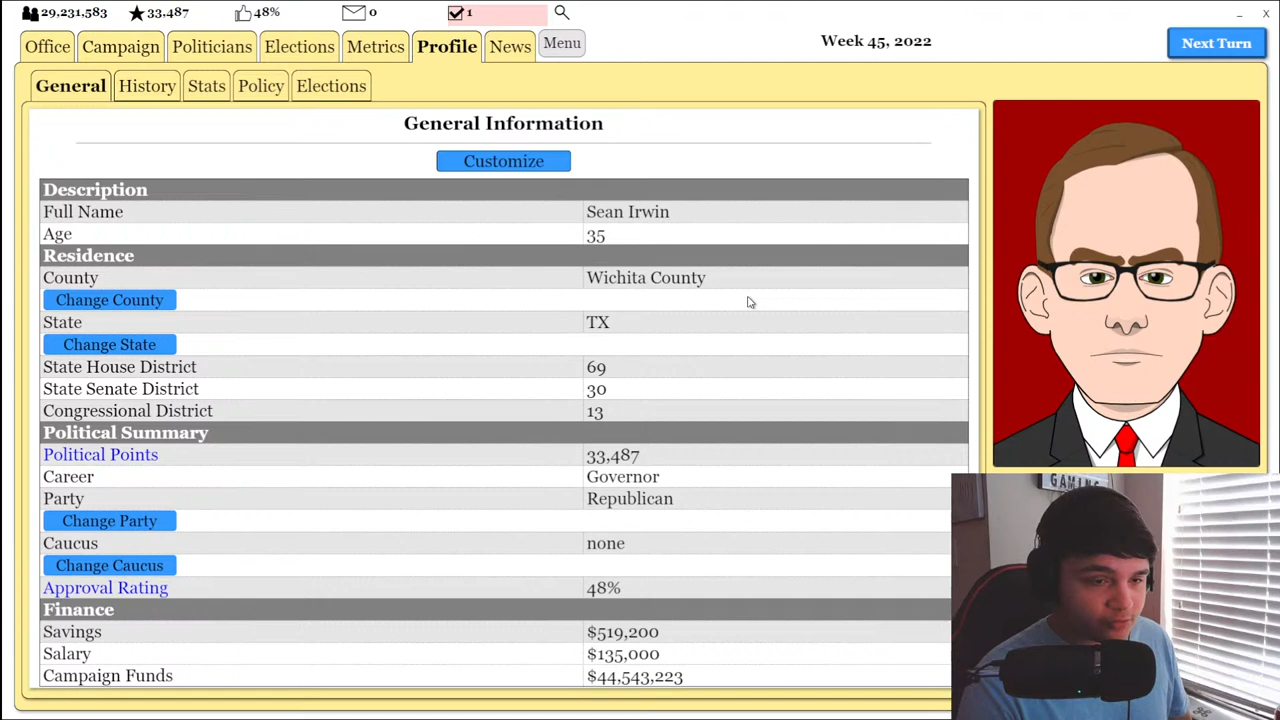 29,231,583 33,487 48% 0 1
Office Campaign Politicians Elections Metrics Profile News Menu
Week 45, 2022
Next Turn
General History Stats Policy Elections
General Information
Customize
Description
Full Name Sean Irwin
Age 35
Residence
County Wichita County
Change County
State TX
Change State
State House District 69
State Senate District 30
Congressional District 13
Political Summary
Political Points 33,487
Career Governor
Party Republican
Change Party
Caucus none
Change Caucus
Approval Rating 48%
Finance
Savings $519,200
Salary $135,000
Campaign Funds $44,543,223
GAMING